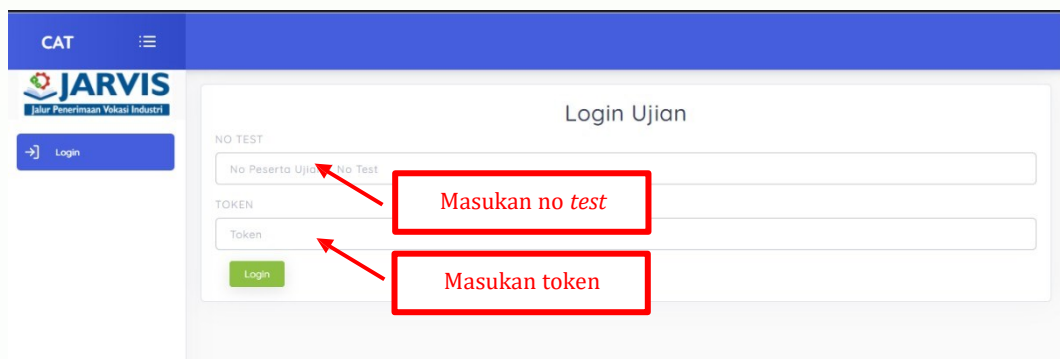 CAT
JARVIS
Jalur Penerimaan Vokasi Industri
Login
Login Ujian
NO TEST
No Peserta Ujian No Test
Masukan no test
TOKEN
Token
Masukan token
Login